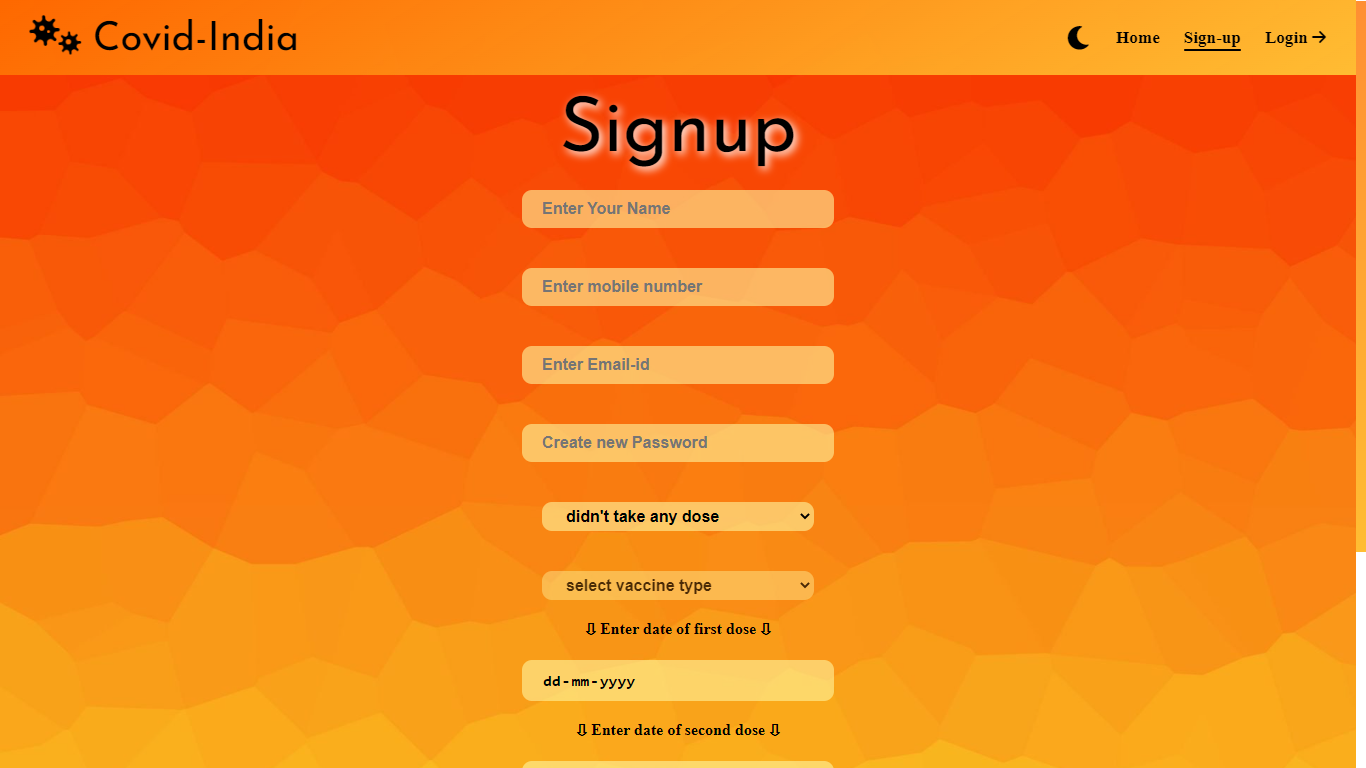 Covid-India
Home
Sign-up
Login →
Signup
Enter Your Name
Enter mobile number
Enter Email-id
Create new Password
didn't take any dose
select vaccine type
⇩ Enter date of first dose ⇩
dd-mm-yyyy
⇩ Enter date of second dose ⇩